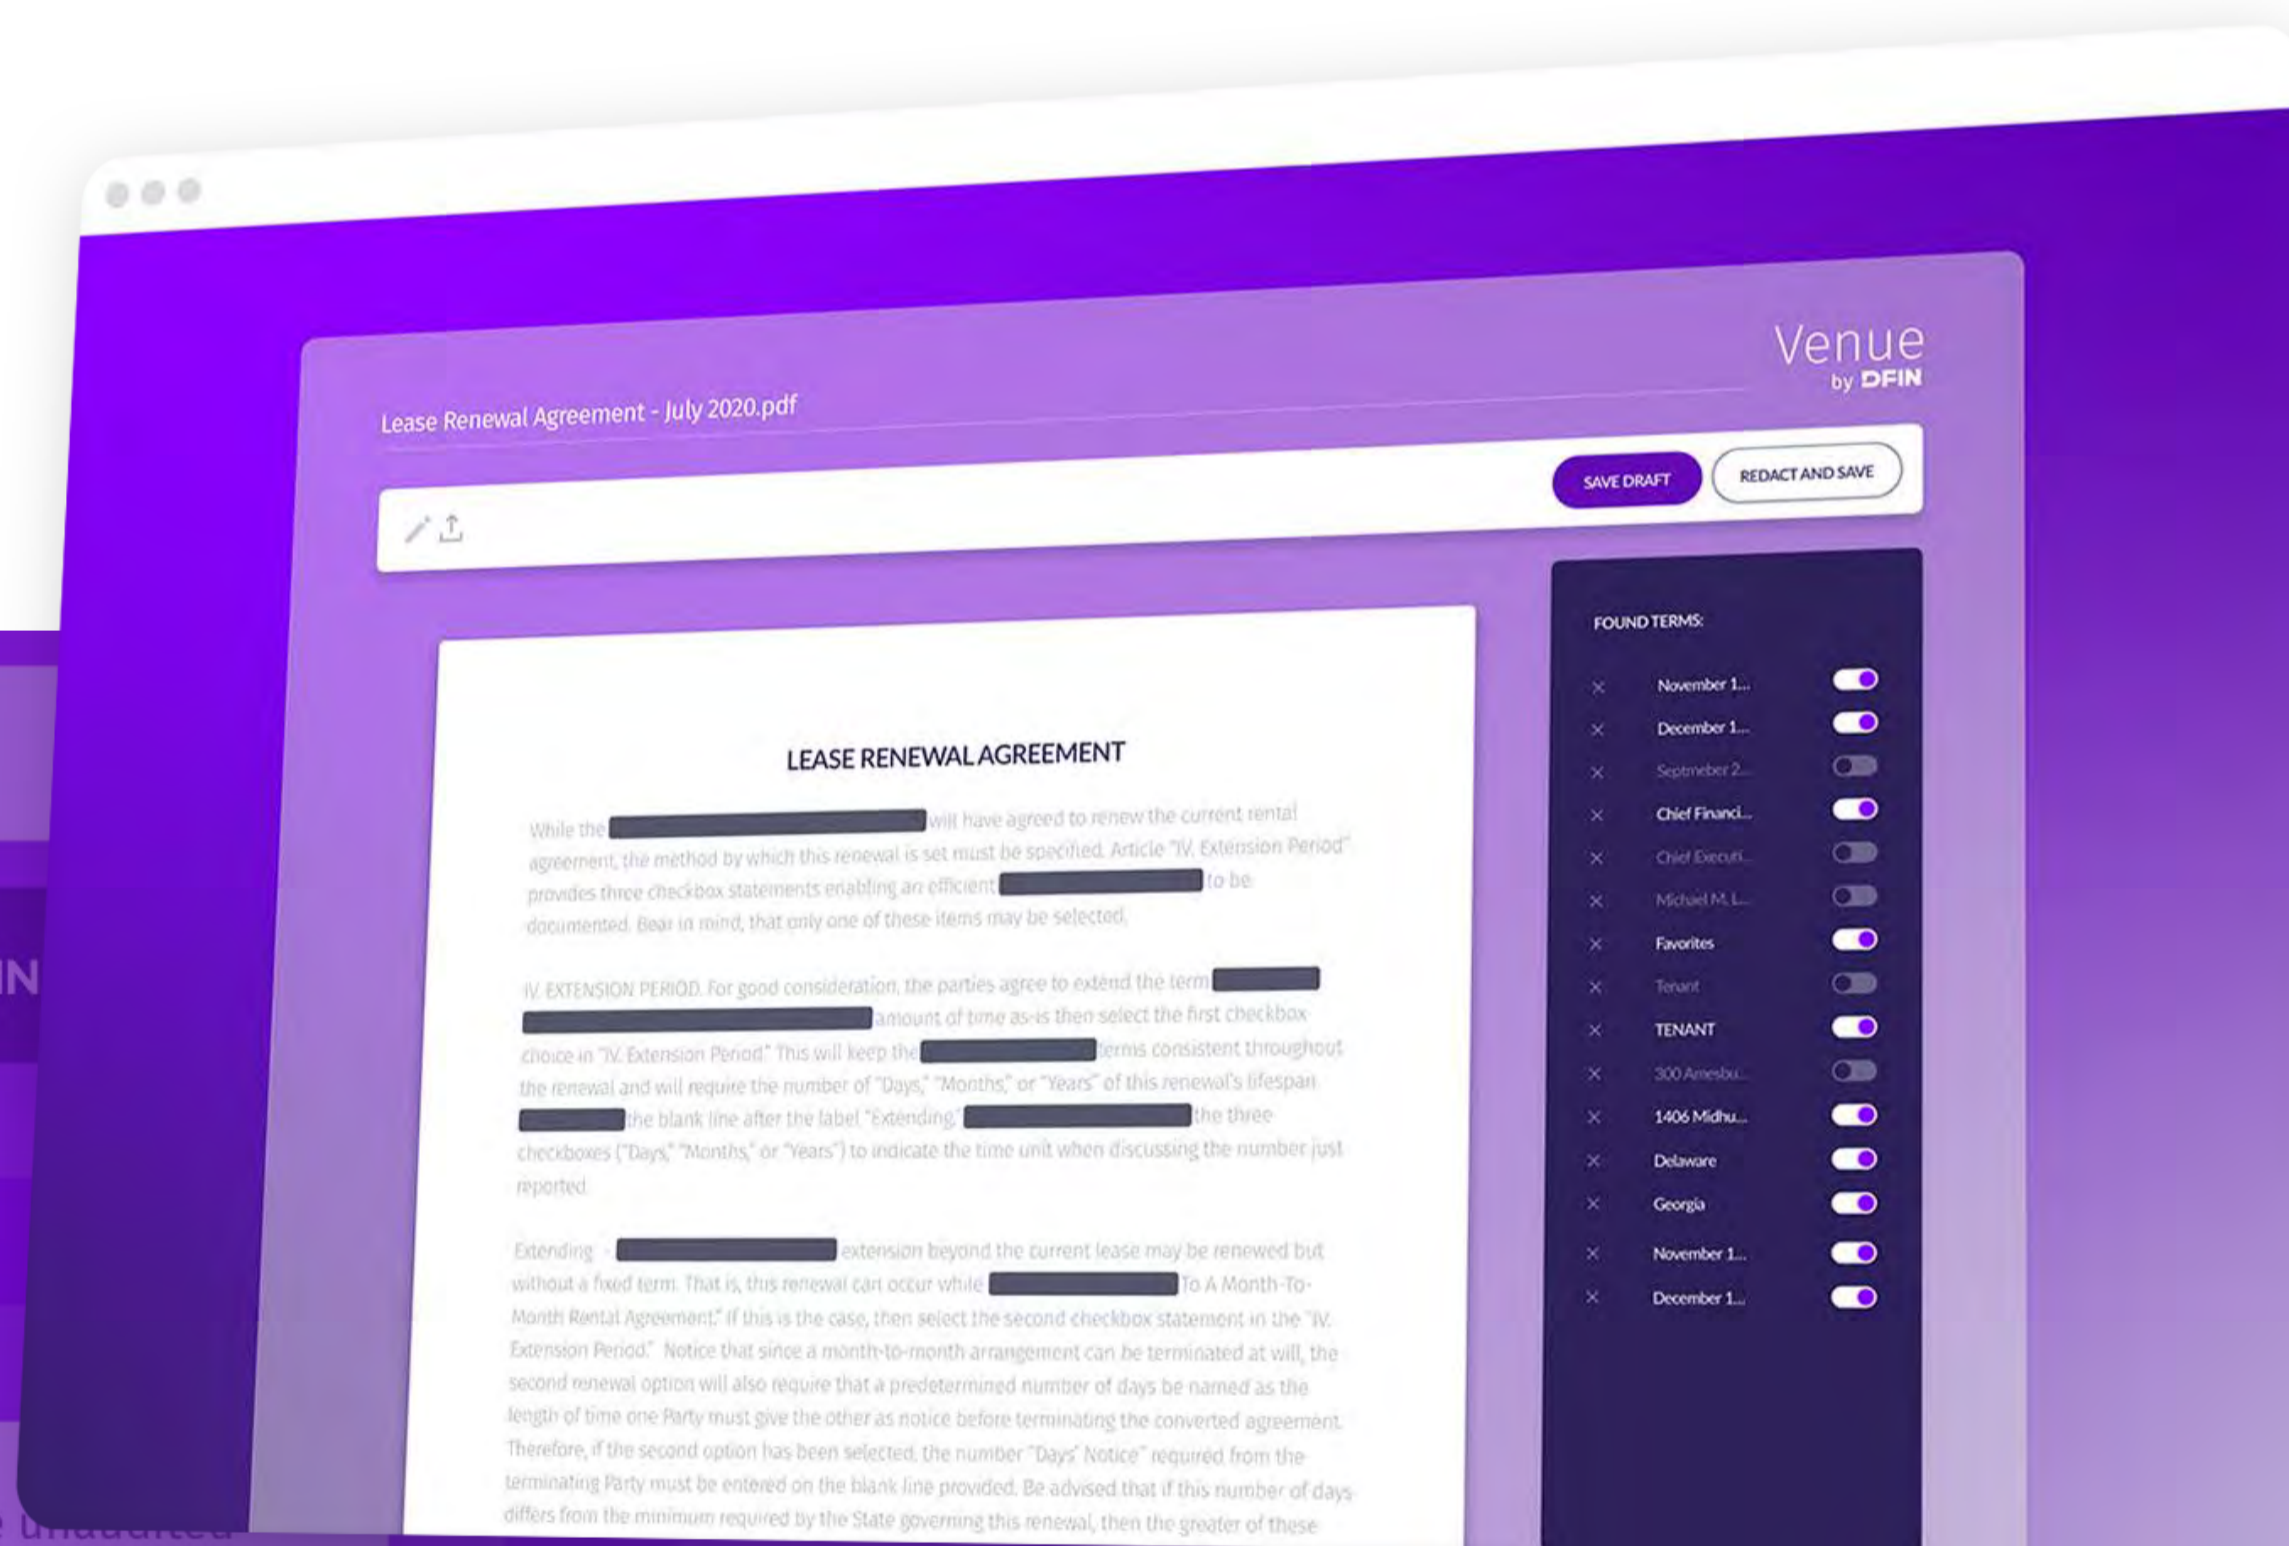 Venue
by DFIN
Lease Renewal Agreement - July 2020.pdf
SAVE DRAFT
REDACT AND SAVE
LEASE RENEWAL AGREEMENT
While the will have agreed to renew the current rental
agreement, the method by which this renewal is set must be specified. Article "IV. Extension Period"
provides three checkbox statements enabling an efficient to be
documented. Bear in mind, that only one of these items may be selected.
IV. EXTENSION PERIOD. For good consideration, the parties agree to extend the term
amount of time as-is then select the first checkbox
choice in "IV. Extension Period." This will keep the terms consistent throughout
the renewal and will require the number of "Days," "Months," or "Years" of this renewal's lifespan
the blank line after the label "Extending." the three
checkboxes ("Days," "Months," or "Years") to indicate the time unit when discussing the number just
reported.
Extending - extension beyond the current lease may be renewed but
without a fixed term. That is, this renewal can occur while To A Month-To-
Month Rental Agreement." If this is the case, then select the second checkbox statement in the "IV.
Extension Period." Notice that since a month-to-month arrangement can be terminated at will, the
second renewal option will also require that a predetermined number of days be named as the
length of time one Party must give the other as notice before terminating the converted agreement.
Therefore, if the second option has been selected, the number "Days' Notice" required from the
terminating Party must be entered on the blank line provided. Be advised that if this number of days
differs from the minimum required by the State governing this renewal, then the greater of these
FOUND TERMS:
November 1...
December 1...
Septmeber 2...
Chief Financi...
Chief Executi...
Michael M. L...
Favorites
Tenant
TENANT
300 Amesbu...
1406 Midhu...
Delaware
Georgia
November 1...
December 1...
IN
unaudited